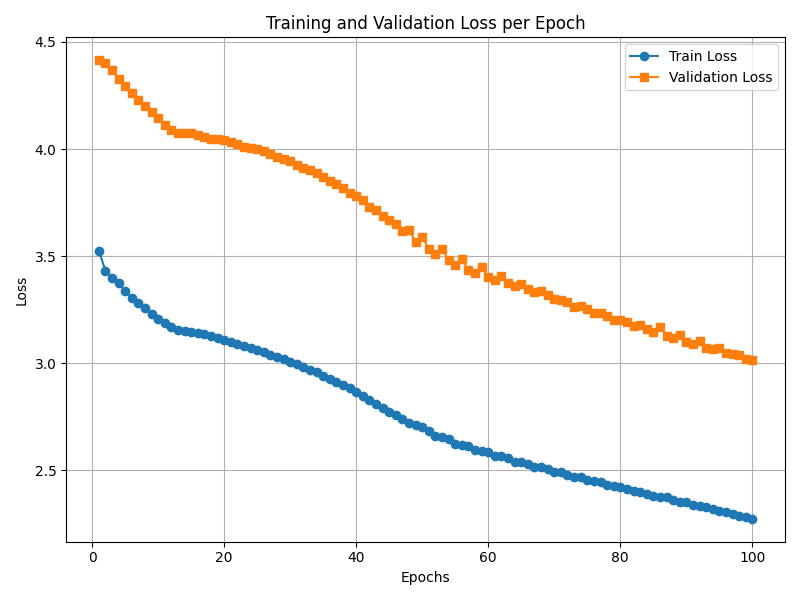 Training and Validation Loss per Epoch
Train Loss
Validation Loss
4.5
4.0
3.5
3.0
2.5
Loss
0 20 40 60 80 100
Epochs